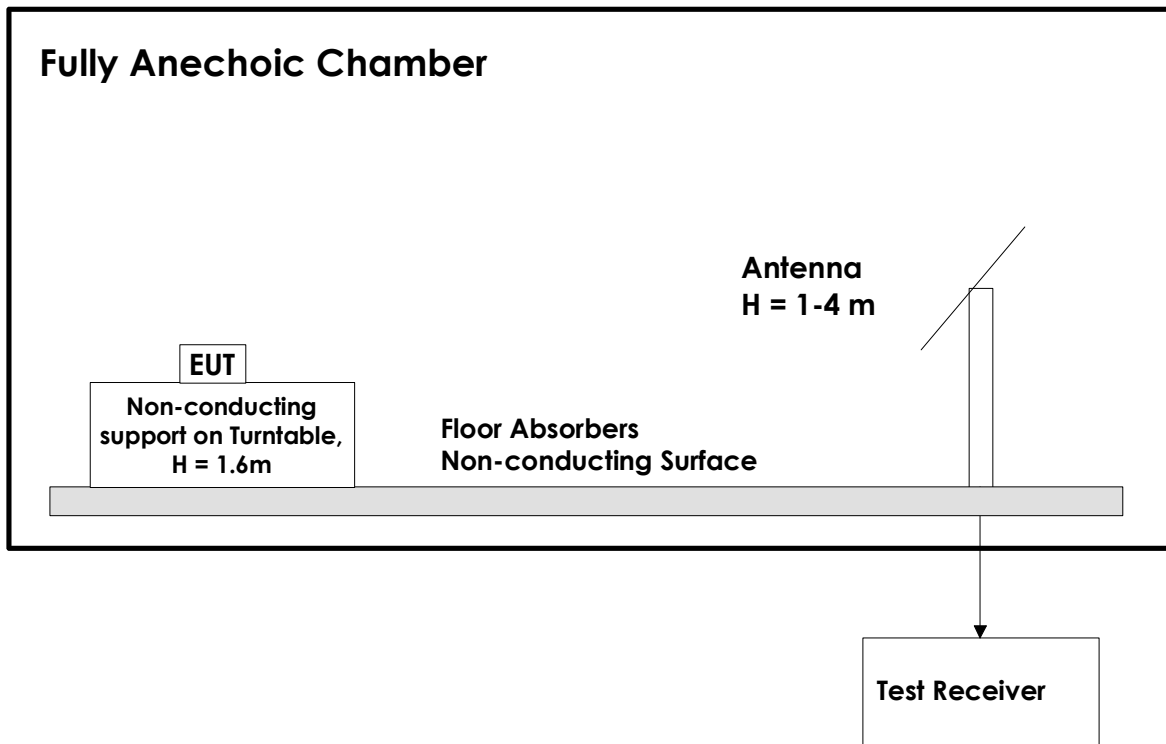 Fully Anechoic Chamber
Antenna
H = 1-4 m
EUT
Non-conducting
support on Turntable,
H = 1.6m
Floor Absorbers
Non-conducting Surface
Test Receiver